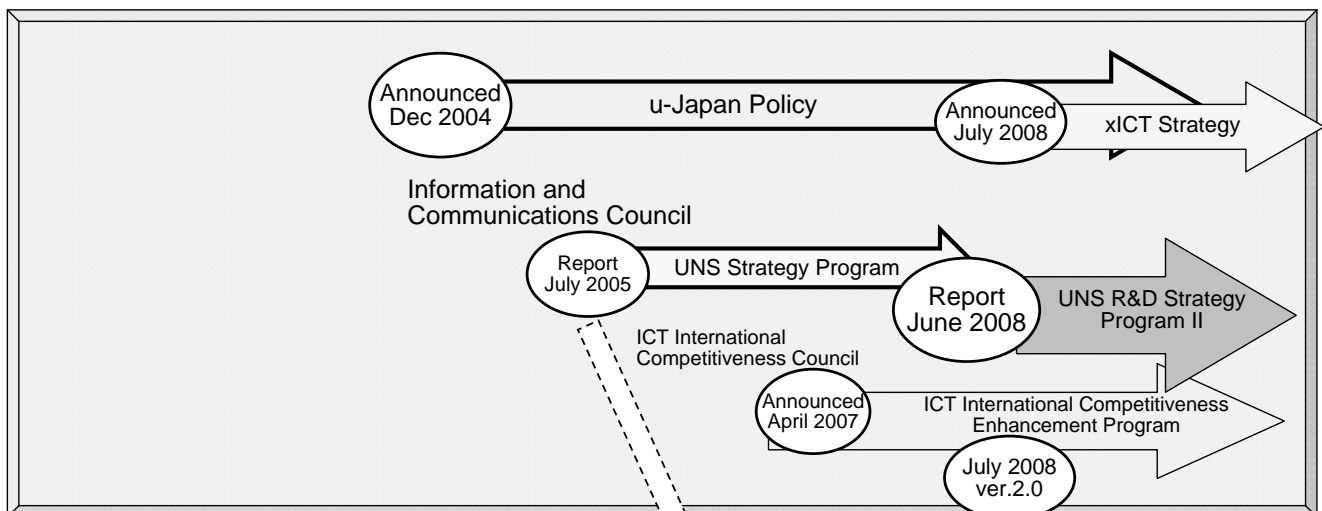 Announced
Dec 2004
u-Japan Policy
Announced
July 2008
xICT Strategy
Information and
Communications Council
Report
July 2005
UNS Strategy Program
Report
June 2008
UNS R&D Strategy
Program II
ICT International
Competitiveness Council
Announced
April 2007
ICT International Competitiveness
Enhancement Program
July 2008
ver.2.0